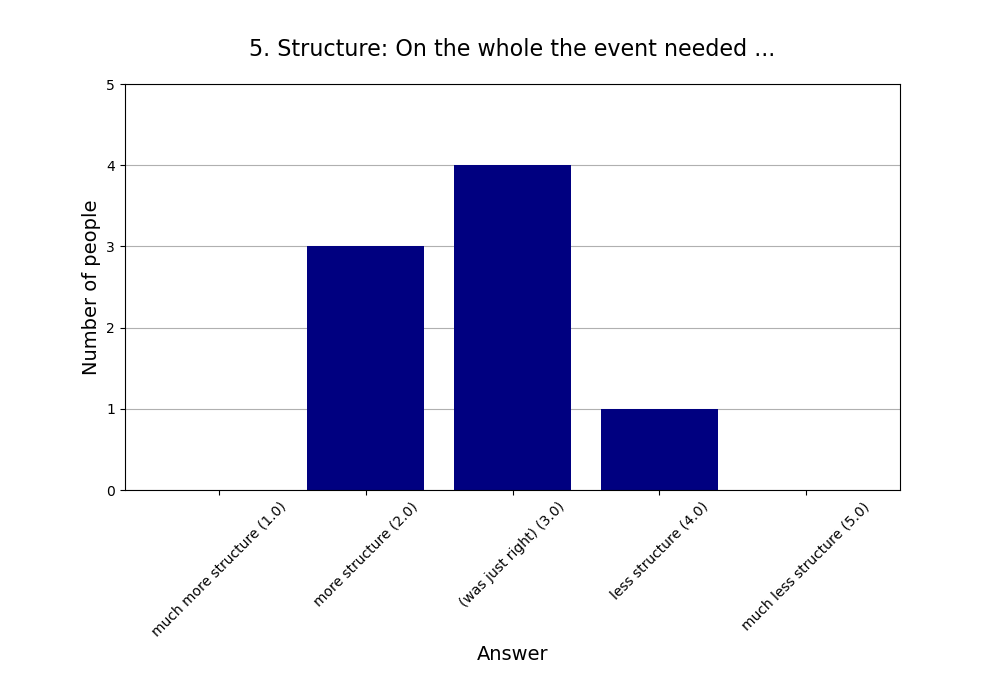 5. Structure: On the whole the event needed ...
5
4
3
2
1
0
Number of people
much more structure (1.0)
more structure (2.0)
(was just right) (3.0)
less structure (4.0)
much less structure (5.0)
Answer